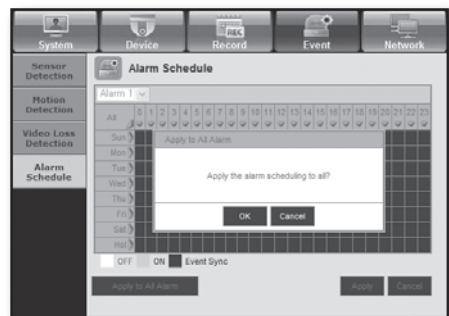 System Device Record Event Network
REC
Sensor
Detection
Motion
Detection
Video Loss
Detection
Alarm
Schedule
Alarm Schedule
Alarm 1
All 0 1 2 3 4 5 6 7 8 9 10 11 12 13 14 15 16 17 18 19 20 21 22 23
Sun
Mon
Tue
Wed
Thu
Fri
Sat
Hol
Apply to All Alarm
Apply the alarm scheduling to all?
OK Cancel
OFF ON Event Sync
Apply to All Alarm Apply Cancel